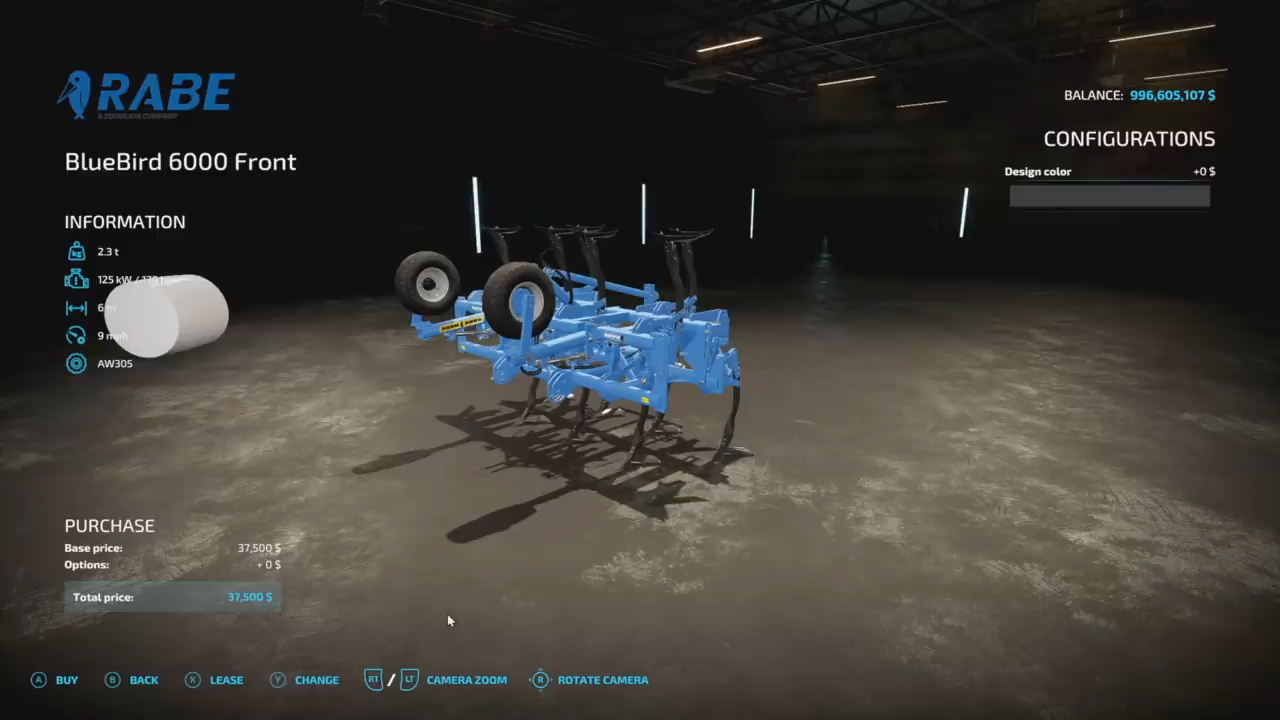 RABE
A ZOOMLION COMPANY
BlueBird 6000 Front
INFORMATION
2.3 t
125 kW /
6
9 mph
AW305
BALANCE: 996,605,107 $
CONFIGURATIONS
Design color +0 $
PURCHASE
Base price: 37,500 $
Options: + 0 $
Total price: 37,500 $
A BUY B BACK X LEASE Y CHANGE RT / LT CAMERA ZOOM R ROTATE CAMERA